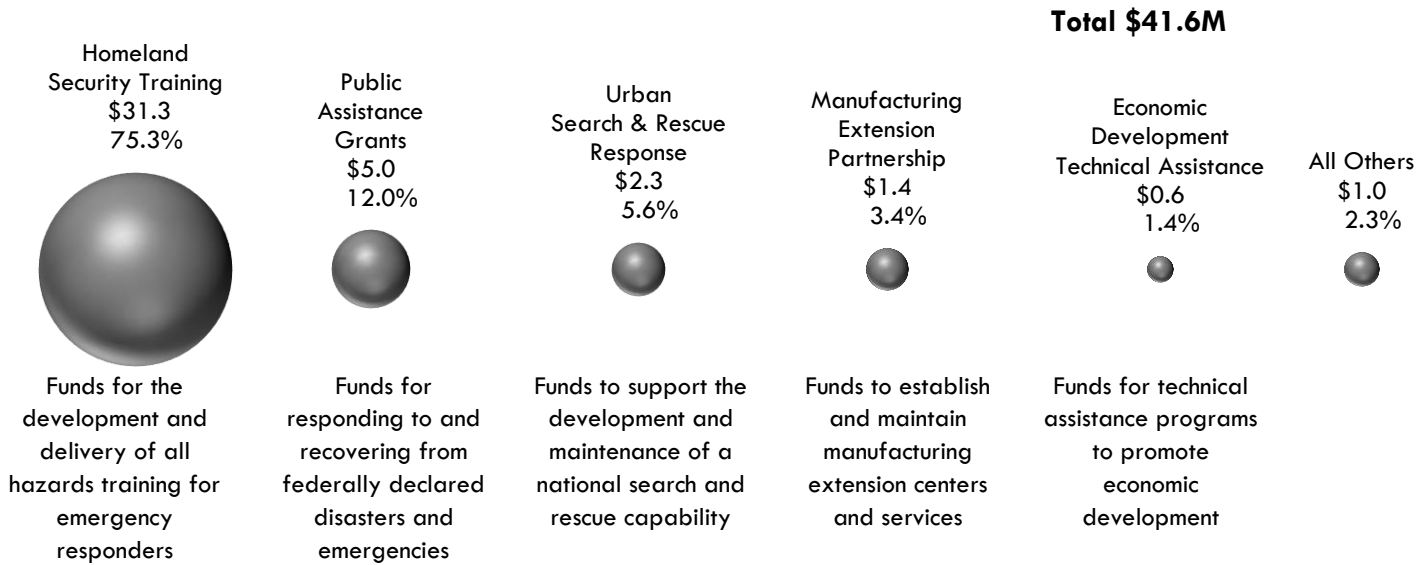 Total $41.6M
Homeland
Security Training
$31.3
75.3%
Public
Assistance
Grants
$5.0
12.0%
Urban
Search & Rescue
Response
$2.3
5.6%
Manufacturing
Extension
Partnership
$1.4
3.4%
Economic
Development
Technical Assistance
$0.6
1.4%
All Others
$1.0
2.3%
Funds for the
development and
delivery of all
hazards training for
emergency
responders
Funds for
responding to and
recovering from
federally declared
disasters and
emergencies
Funds to support the
development and
maintenance of a
national search and
rescue capability
Funds to establish
and maintain
manufacturing
extension centers
and services
Funds for technical
assistance programs
to promote
economic
development